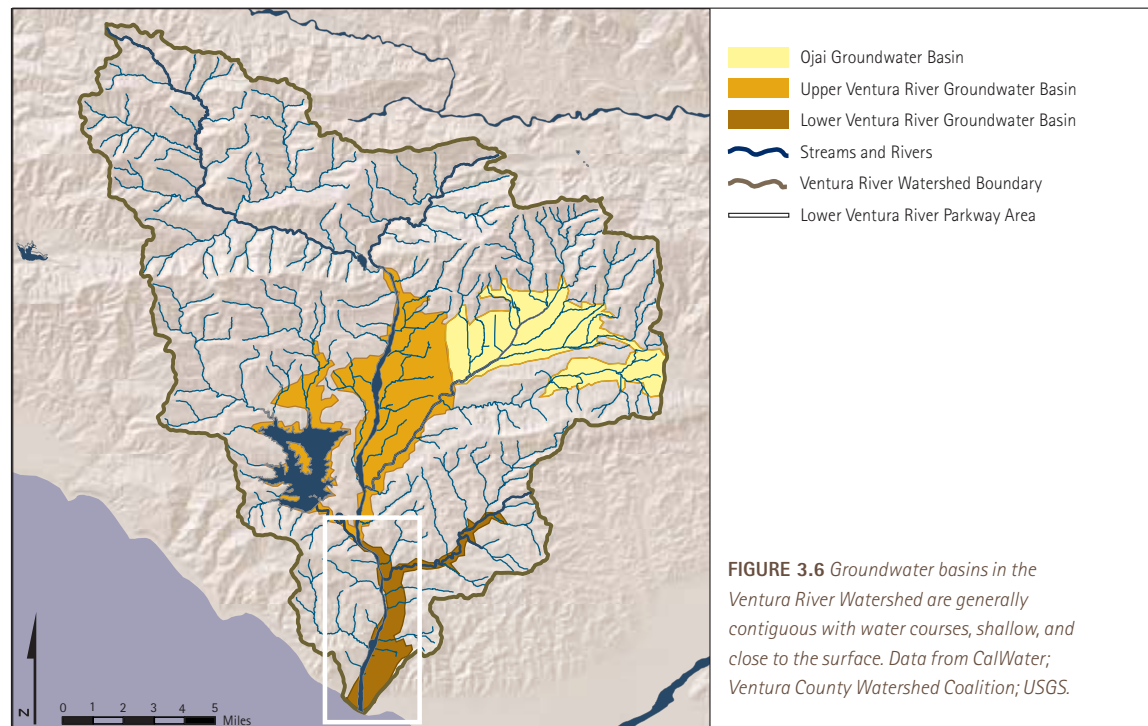 Ojai Groundwater Basin
Upper Ventura River Groundwater Basin
Lower Ventura River Groundwater Basin
Streams and Rivers
Ventura River Watershed Boundary
Lower Ventura River Parkway Area
FIGURE 3.6 Groundwater basins in the
Ventura River Watershed are generally
contiguous with water courses, shallow, and
close to the surface. Data from CalWater;
Ventura County Watershed Coalition; USGS.
N
0 1 2 3 4 5
Miles